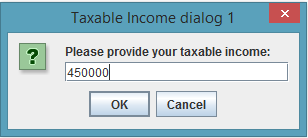 Taxable Income dialog 1
Please provide your taxable income:
450000
OK Cancel